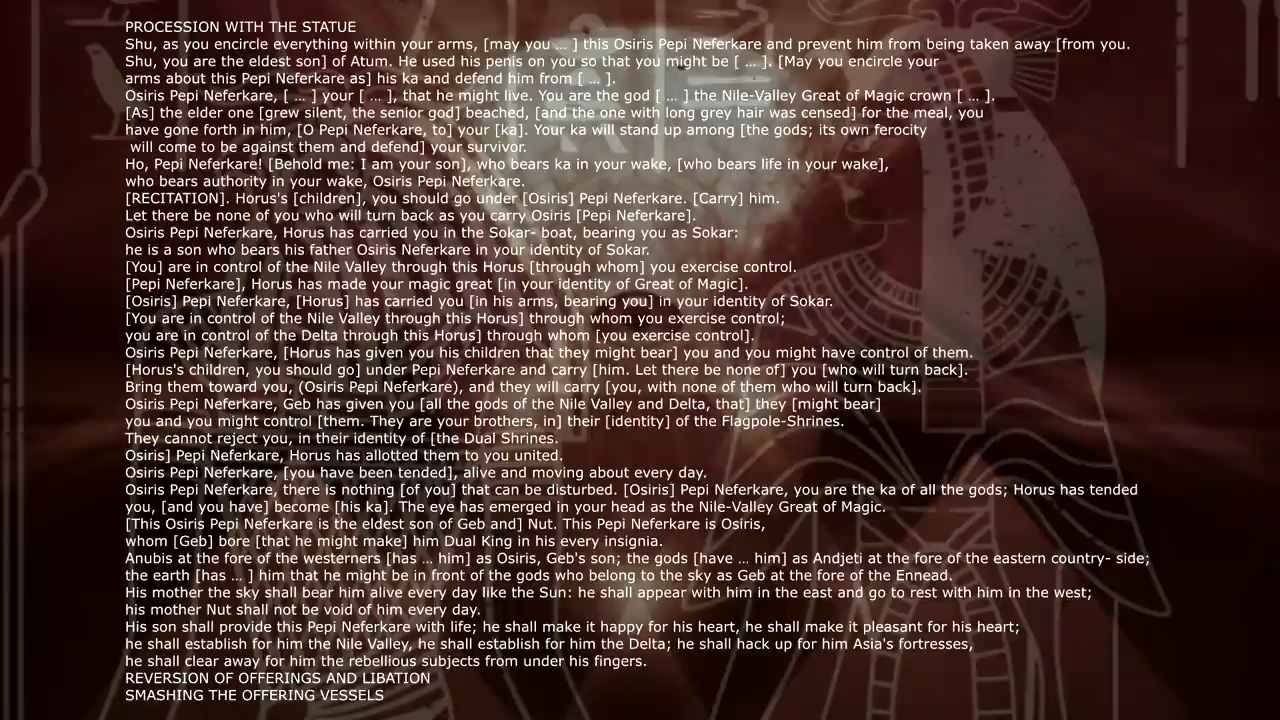 PROCESSION WITH THE STATUE
Shu, as you encircle everything within your arms, [may you ... ] this Osiris Pepi Neferkare and prevent him from being taken away [from you.
Shu, you are the eldest son] of Atum. He used his penis on you so that you might be [ ... ]. [May you encircle your
arms about this Pepi Neferkare as] his ka and defend him from [ ... ].
Osiris Pepi Neferkare, [ ... ] your [ ... ], that he might live. You are the god [ ... ] the Nile-Valley Great of Magic crown [ ... ].
[As] the elder one [grew silent, the senior god] beached, [and the one with long grey hair was censed] for the meal, you
have gone forth in him, [O Pepi Neferkare, to] your [ka]. Your ka will stand up among [the gods; its own ferocity
will come to be against them and defend] your survivor.
Ho, Pepi Neferkare! [Behold me: I am your son], who bears ka in your wake, [who bears life in your wake],
who bears authority in your wake, Osiris Pepi Neferkare.
[RECITATION]. Horus's [children], you should go under [Osiris] Pepi Neferkare. [Carry] him.
Let there be none of you who will turn back as you carry Osiris [Pepi Neferkare].
Osiris Pepi Neferkare, Horus has carried you in the Sokar- boat, bearing you as Sokar:
he is a son who bears his father Osiris Neferkare in your identity of Sokar.
[You] are in control of the Nile Valley through this Horus [through whom] you exercise control.
[Pepi Neferkare], Horus has made your magic great [in your identity of Great of Magic].
[Osiris] Pepi Neferkare, [Horus] has carried you [in his arms, bearing you] in your identity of Sokar.
[You are in control of the Nile Valley through this Horus] through whom you exercise control;
you are in control of the Delta through this Horus] through whom [you exercise control].
Osiris Pepi Neferkare, [Horus has given you his children that they might bear] you and you might have control of them.
[Horus's children, you should go] under Pepi Neferkare and carry [him. Let there be none of] you [who will turn back].
Bring them toward you, (Osiris Pepi Neferkare), and they will carry [you, with none of them who will turn back].
Osiris Pepi Neferkare, Geb has given you [all the gods of the Nile Valley and Delta, that] they [might bear]
you and you might control [them. They are your brothers, in] their [identity] of the Flagpole-Shrines.
They cannot reject you, in their identity of [the Dual Shrines.
Osiris] Pepi Neferkare, Horus has allotted them to you united.
Osiris Pepi Neferkare, [you have been tended], alive and moving about every day.
Osiris Pepi Neferkare, there is nothing [of you] that can be disturbed. [Osiris] Pepi Neferkare, you are the ka of all the gods; Horus has tended
you, [and you have] become [his ka]. The eye has emerged in your head as the Nile-Valley Great of Magic.
[This Osiris Pepi Neferkare is the eldest son of Geb and] Nut. This Pepi Neferkare is Osiris,
whom [Geb] bore [that he might make] him Dual King in his every insignia.
Anubis at the fore of the westerners [has ... him] as Osiris, Geb's son; the gods [have ... him] as Andjeti at the fore of the eastern country- side;
the earth [has ... ] him that he might be in front of the gods who belong to the sky as Geb at the fore of the Ennead.
His mother the sky shall bear him alive every day like the Sun: he shall appear with him in the east and go to rest with him in the west;
his mother Nut shall not be void of him every day.
His son shall provide this Pepi Neferkare with life; he shall make it happy for his heart, he shall make it pleasant for his heart;
he shall establish for him the Nile Valley, he shall establish for him the Delta; he shall hack up for him Asia's fortresses,
he shall clear away for him the rebellious subjects from under his fingers.
REVERSION OF OFFERINGS AND LIBATION
SMASHING THE OFFERING VESSELS